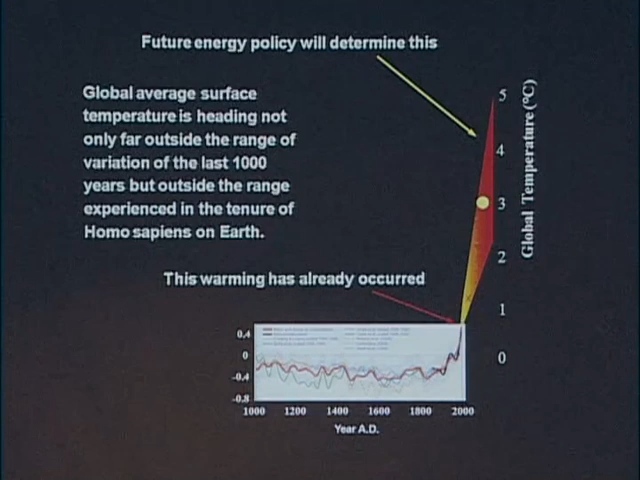 Future energy policy will determine this
Global average surface
temperature is heading not
only far outside the range of
variation of the last 1000
years but outside the range
experienced in the tenure of
Homo sapiens on Earth.
5
4
3
2
1
0
Global Temperature (°C)
This warming has already occurred
0.4
0
-0.4
-0.8
1000 1200 1400 1600 1800 2000
Year A.D.